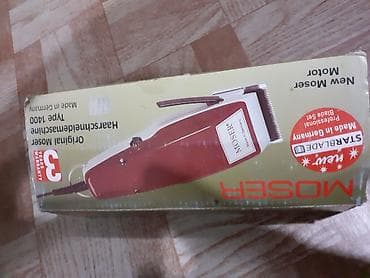 MOSER
new
STARBLADE
Made in Germany
Professional
Blade Set
New Moser®
Motor
MOSER
Original Moser
Haarschneidemaschine
Type 1400
Made in Germany
3